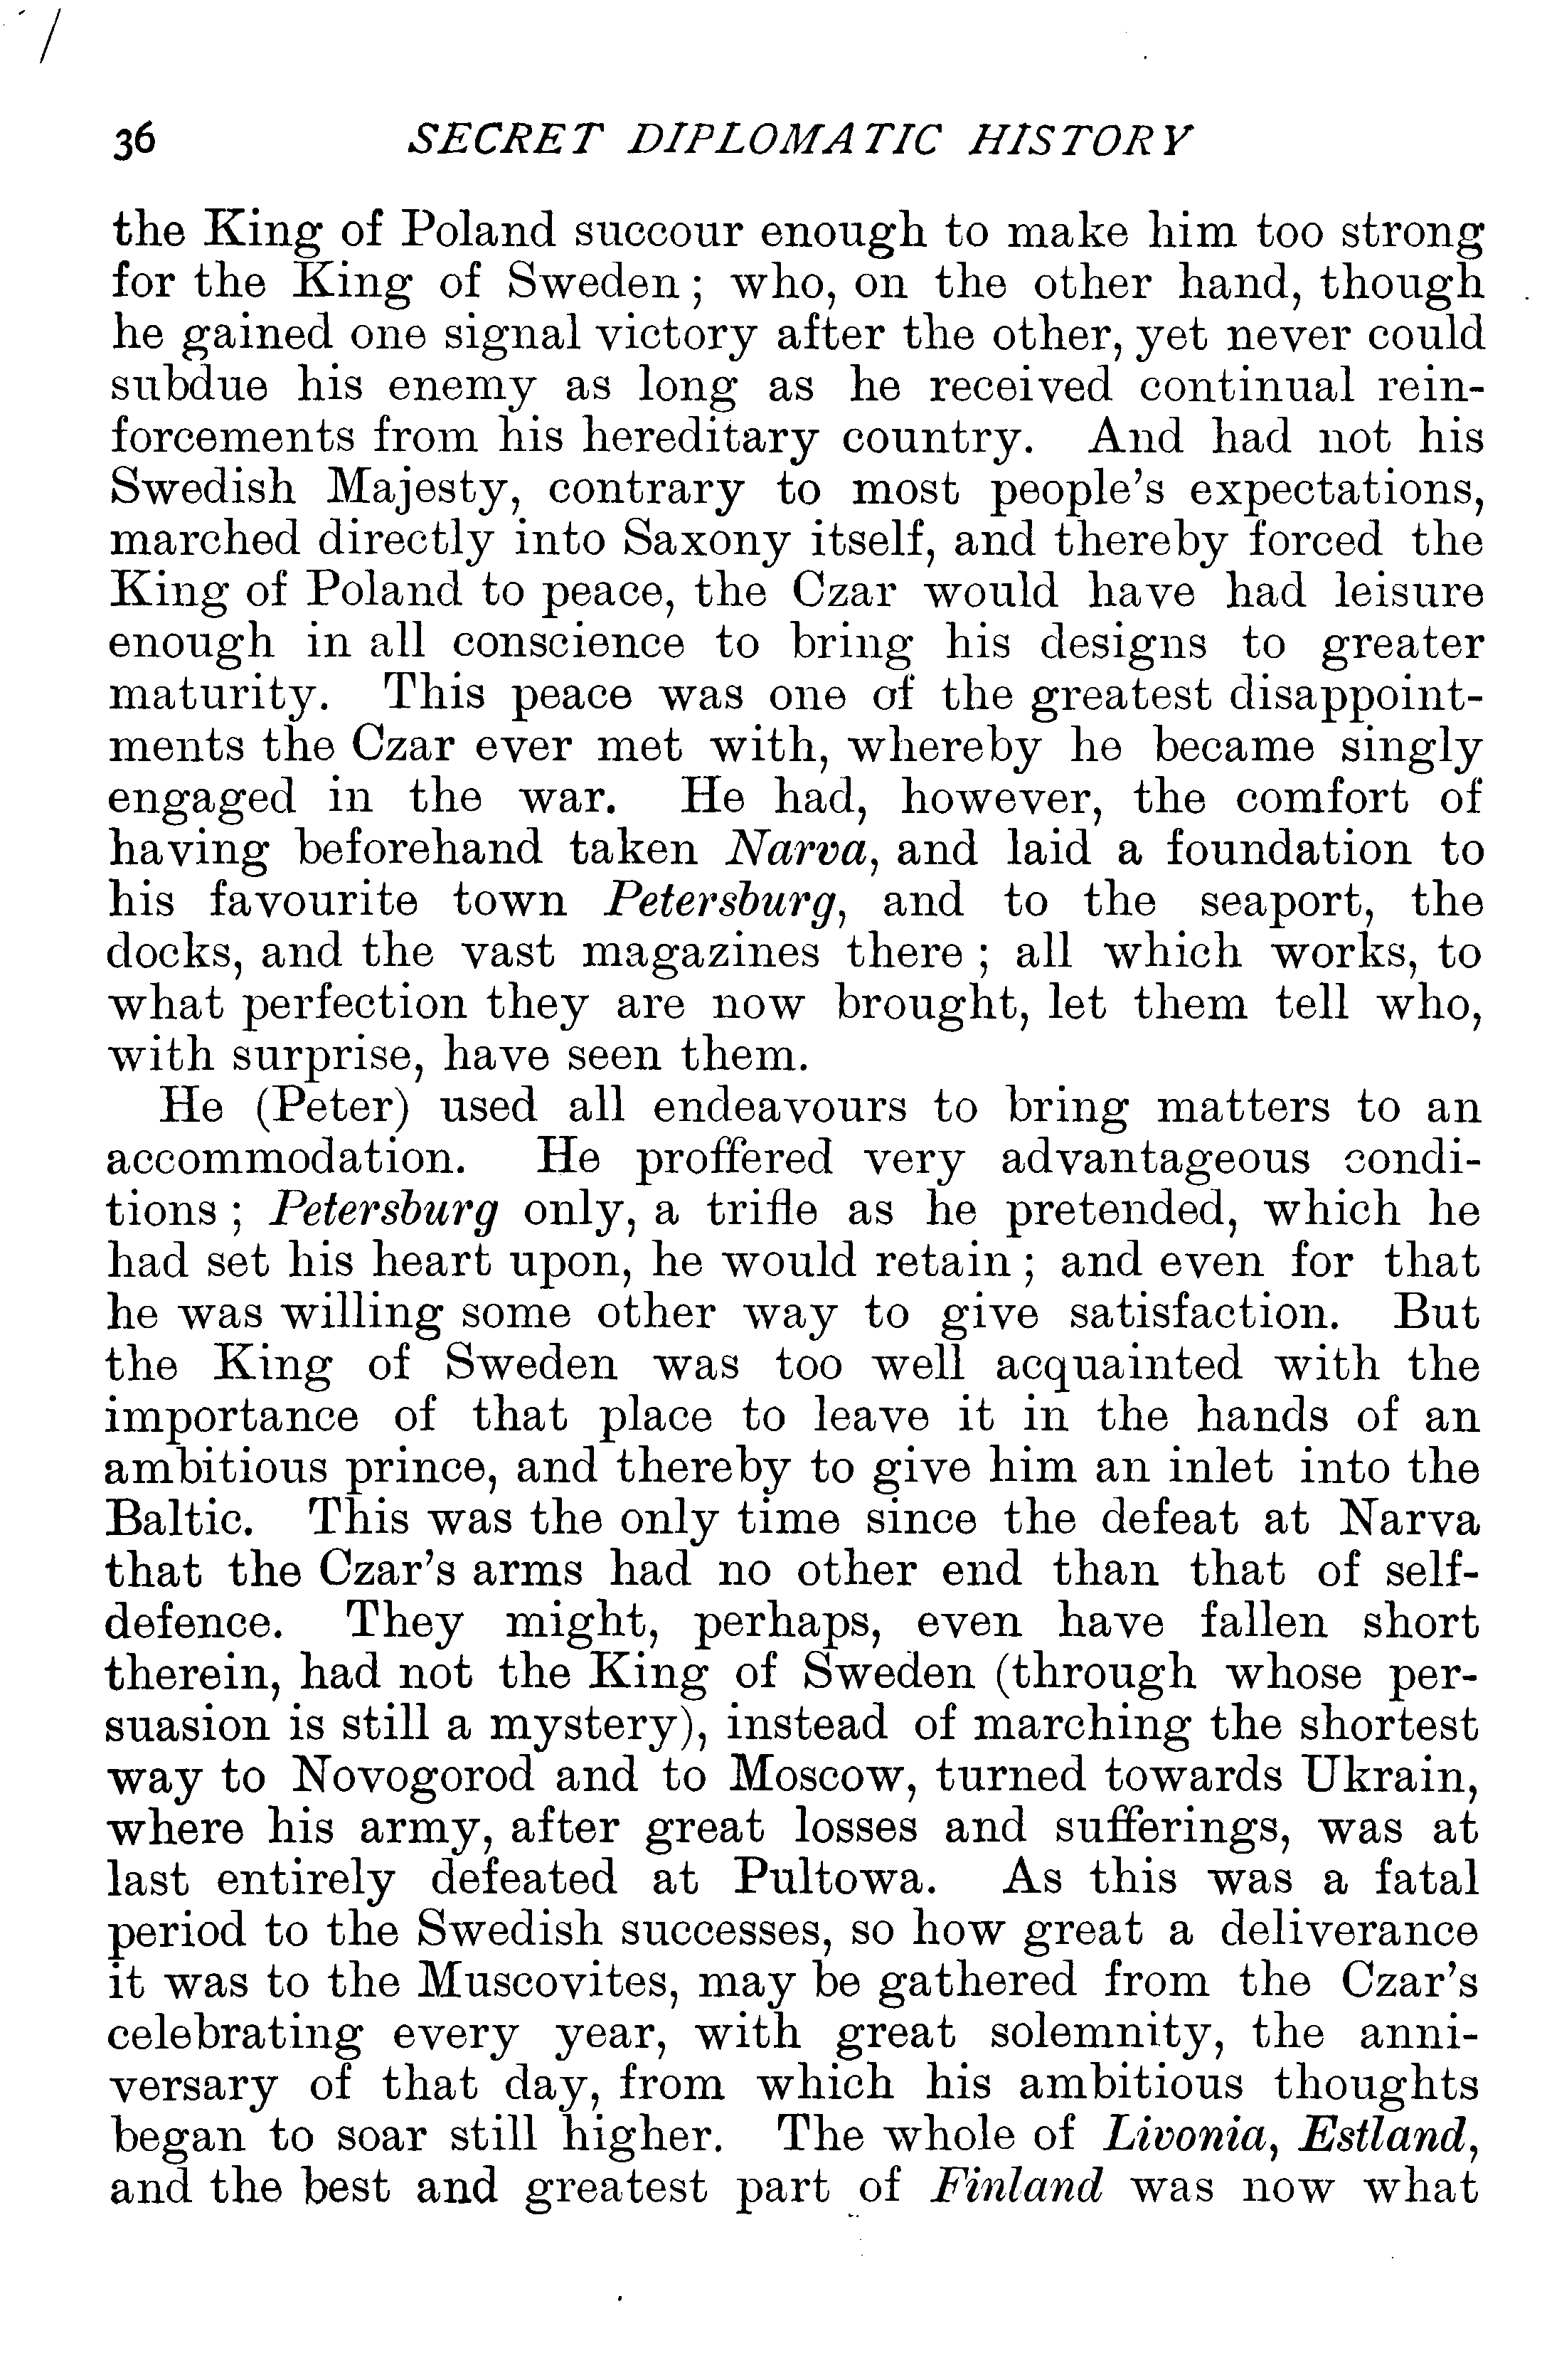 36 SECRET DIPLOMATIC HISTORY
the King of Poland succour enough to make him too strong
for the King of Sweden; who, on the other hand, though
he gained one signal victory after the other, yet never could
subdue his enemy as long as he received continual rein-
forcements from his hereditary country. And had not his
Swedish Majesty, contrary to most people's expectations,
marched directly into Saxony itself, and thereby forced the
King of Poland to peace, the Czar would have had leisure
enough in all conscience to bring his designs to greater
maturity. This peace was one of the greatest disappoint-
ments the Czar ever met with, whereby he became singly
engaged in the war. He had, however, the comfort of
having beforehand taken Narva, and laid a foundation to
his favourite town Petersburg, and to the seaport, the
docks, and the vast magazines there; all which works, to
what perfection they are now brought, let them tell who,
with surprise, have seen them.
He (Peter) used all endeavours to bring matters to an
accommodation. He proffered very advantageous condi-
tions; Petersburg only, a trifle as he pretended, which he
had set his heart upon, he would retain; and even for that
he was willing some other way to give satisfaction. But
the King of Sweden was too well acquainted with the
importance of that place to leave it in the hands of an
ambitious prince, and thereby to give him an inlet into the
Baltic. This was the only time since the defeat at Narva
that the Czar's arms had no other end than that of self-
defence. They might, perhaps, even have fallen short
therein, had not the King of Sweden (through whose per-
suasion is still a mystery), instead of marching the shortest
way to Novogorod and to Moscow, turned towards Ukrain,
where his army, after great losses and sufferings, was at
last entirely defeated at Pultowa. As this was a fatal
period to the Swedish successes, so how great a deliverance
it was to the Muscovites, may be gathered from the Czar's
celebrating every year, with great solemnity, the anni-
versary of that day, from which his ambitious thoughts
began to soar still higher. The whole of Livonia, Estland,
and the best and greatest part of Finland was now what